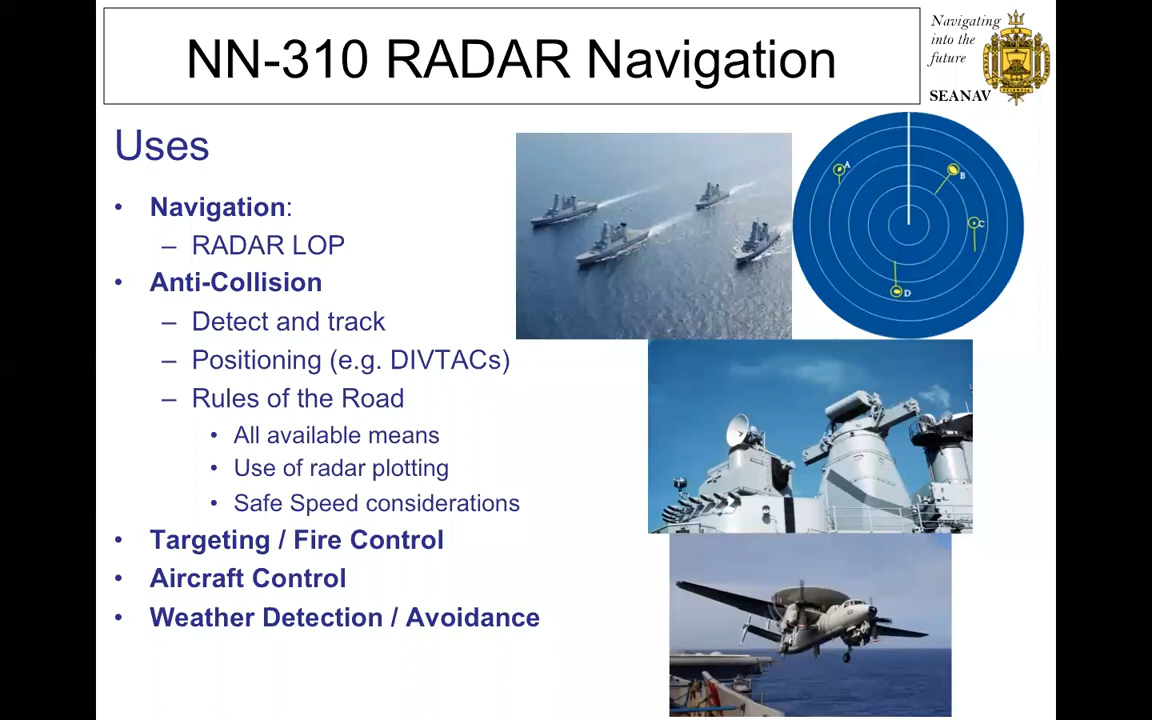 NN-310 RADAR Navigation
Navigating
into the
future
SEANAV
Uses
• Navigation:
– RADAR LOP
• Anti-Collision
– Detect and track
– Positioning (e.g. DIVTACs)
– Rules of the Road
• All available means
• Use of radar plotting
• Safe Speed considerations
• Targeting / Fire Control
• Aircraft Control
• Weather Detection / Avoidance
A
B
C
D